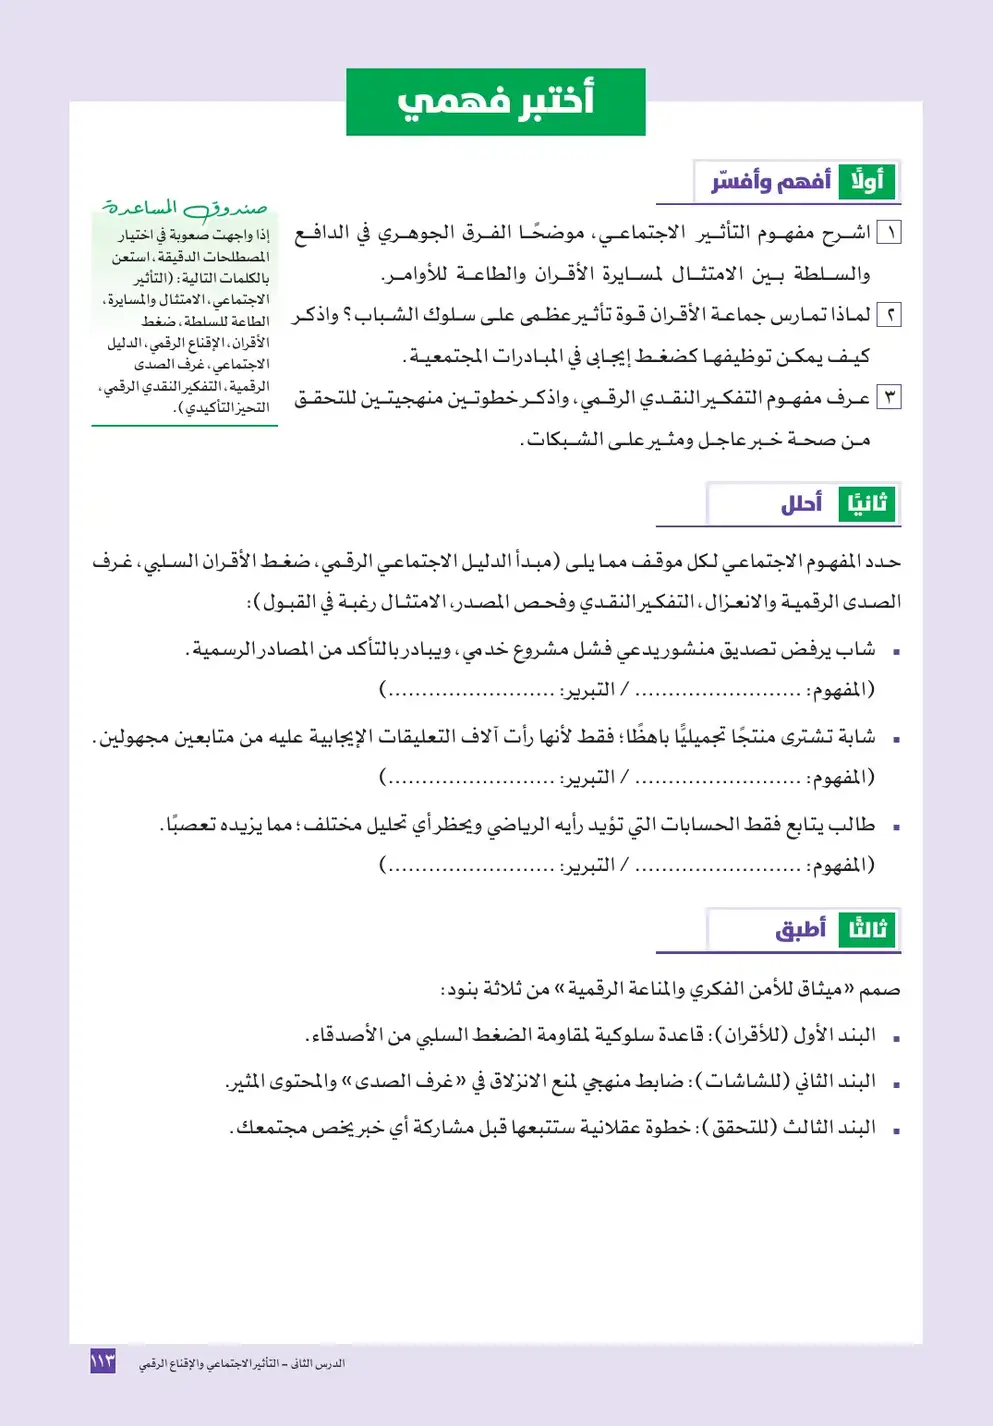 أختبر فهمي
أولًا أفهم وأفسّر
١ اشرح مفهوم التأثير الاجتماعي، موضحًا الفرق الجوهري في الدافع
والسلطة بين الامتثال لمسايرة الأقران والطاعة للأوامر.
٢ لماذا تمارس جماعة الأقران قوة تأثير عظمى على سلوك الشباب؟ واذكر
كيف يمكن توظيفها كضغط إيجابى في المبادرات المجتمعية.
٣ عرف مفهوم التفكير النقدي الرقمي، واذكر خطوتين منهجيتين للتحقق
من صحة خبر عاجل ومثير على الشبكات.
صندوق المساعدة
إذا واجهت صعوبة في اختيار
المصطلحات الدقيقة، استعن
بالكلمات التالية: (التأثير
الاجتماعي، الامتثال والمسايرة،
الطاعة للسلطة، ضغط
الأقران، الإقناع الرقمي، الدليل
الاجتماعي، غرف الصدى
الرقمية، التفكير النقدي الرقمي،
التحيز التأكيدي).
ثانيًا أحلل
حدد المفهوم الاجتماعي لكل موقف مما يلى (مبدأ الدليل الاجتماعي الرقمي، ضغط الأقران السلبي، غرف
الصدى الرقمية والانعزال، التفكير النقدي وفحص المصدر، الامتثال رغبة في القبول):
▪ شاب يرفض تصديق منشور يدعي فشل مشروع خدمي، ويبادر بالتأكد من المصادر الرسمية.
(المفهوم: ......................... / التبرير: .........................)
▪ شابة تشترى منتجًا تجميليًّا باهظًا؛ فقط لأنها رأت آلاف التعليقات الإيجابية عليه من متابعين مجهولين.
(المفهوم: ......................... / التبرير: .........................)
▪ طالب يتابع فقط الحسابات التي تؤيد رأيه الرياضي ويحظر أي تحليل مختلف؛ مما يزيده تعصبًا.
(المفهوم: ......................... / التبرير: .........................)
ثالثًا أطبق
صمم «ميثاق للأمن الفكري والمناعة الرقمية» من ثلاثة بنود:
▪ البند الأول (للأقران): قاعدة سلوكية لمقاومة الضغط السلبي من الأصدقاء.
▪ البند الثاني (للشاشات): ضابط منهجي لمنع الانزلاق في «غرف الصدى» والمحتوى المثير.
▪ البند الثالث (للتحقق): خطوة عقلانية ستتبعها قبل مشاركة أي خبر يخص مجتمعك.
الدرس الثانى – التأثير الاجتماعي والإقناع الرقمي ١١٣